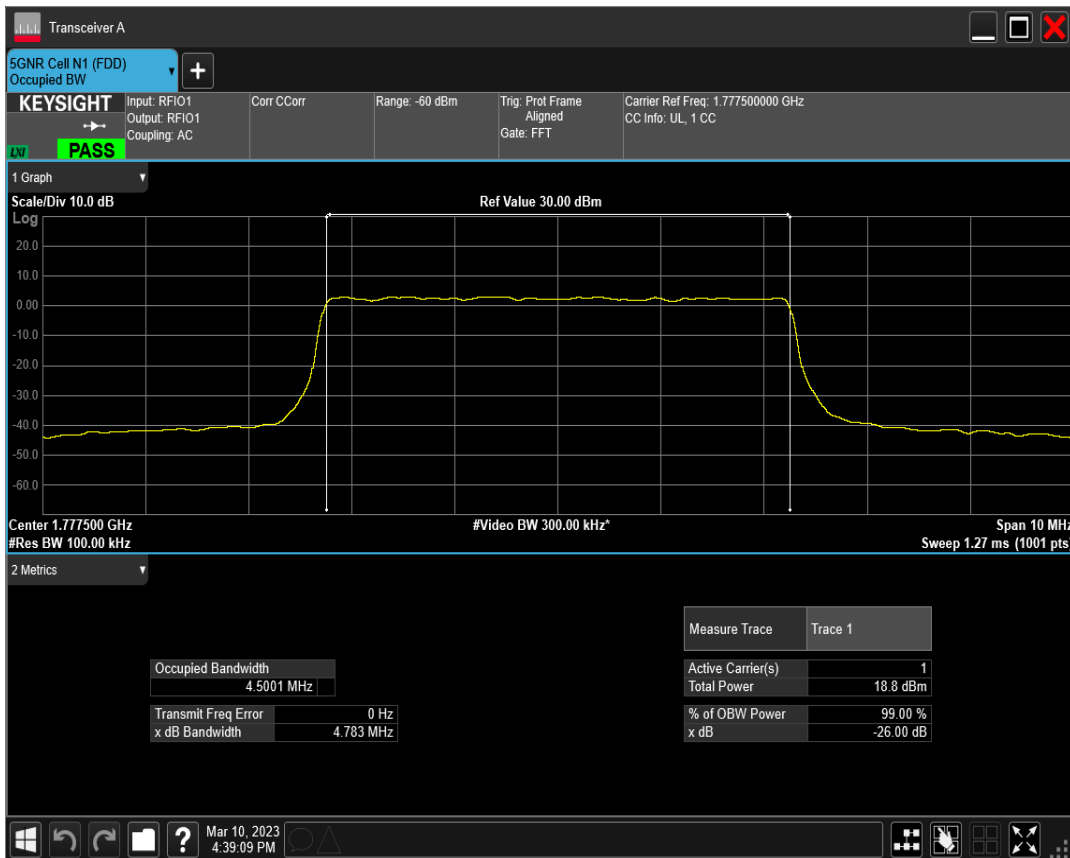 Transceiver A
5GNR Cell N1 (FDD)
Occupied BW
KEYSIGHT
LXI
PASS
Input: RFIO1
Output: RFIO1
Coupling: AC
Corr CCorr
Range: -60 dBm
Trig: Prot Frame
Aligned
Gate: FFT
Carrier Ref Freq: 1.777500000 GHz
CC Info: UL, 1 CC
1 Graph
Scale/Div 10.0 dB
Ref Value 30.00 dBm
Log
20.0
10.0
0.00
-10.0
-20.0
-30.0
-40.0
-50.0
-60.0
Center 1.777500 GHz
#Video BW 300.00 kHz*
Span 10 MHz
#Res BW 100.00 kHz
Sweep 1.27 ms (1001 pts)
2 Metrics
Measure Trace Trace 1
Occupied Bandwidth
4.5001 MHz
Active Carrier(s) 1
Total Power 18.8 dBm
Transmit Freq Error 0 Hz
x dB Bandwidth 4.783 MHz
% of OBW Power 99.00 %
x dB -26.00 dB
?
Mar 10, 2023
4:39:09 PM